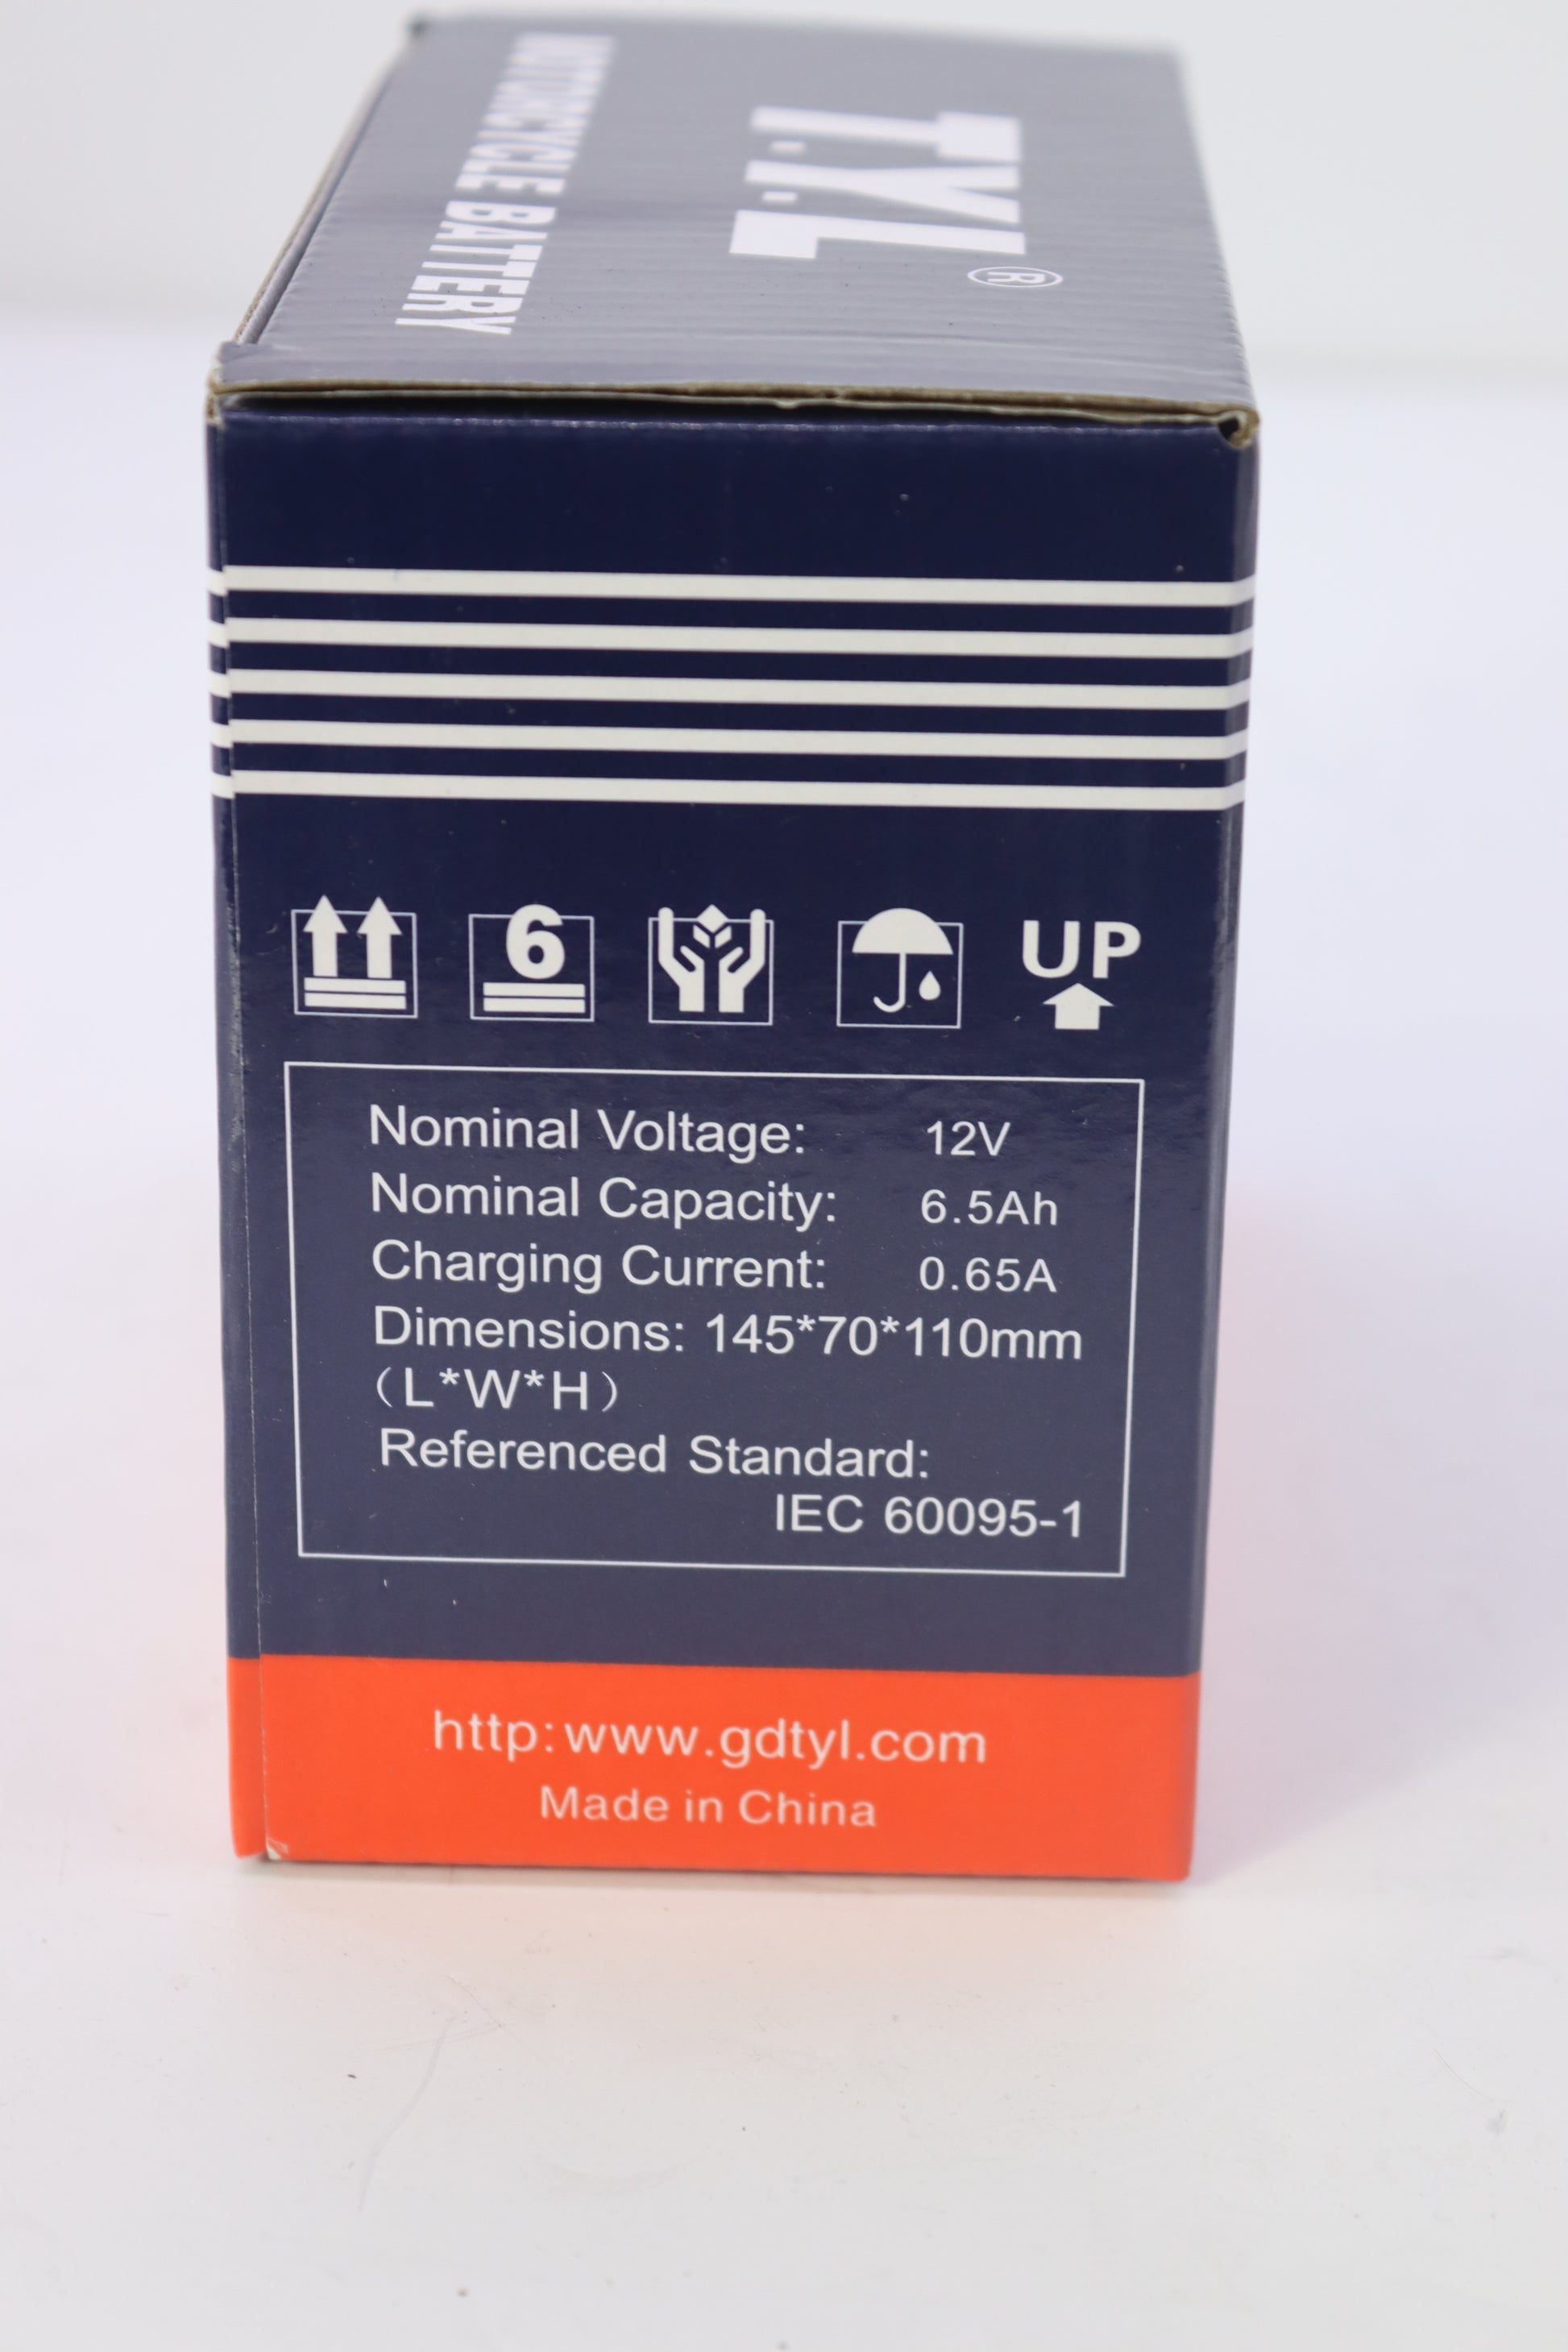 T.Y.L®
MOTORCYCLE BATTERY
6
UP
Nominal Voltage: 12V
Nominal Capacity: 6.5Ah
Charging Current: 0.65A
Dimensions: 145*70*110mm
（L*W*H）
Referenced Standard:
IEC 60095-1
http:www.gdtyl.com
Made in China